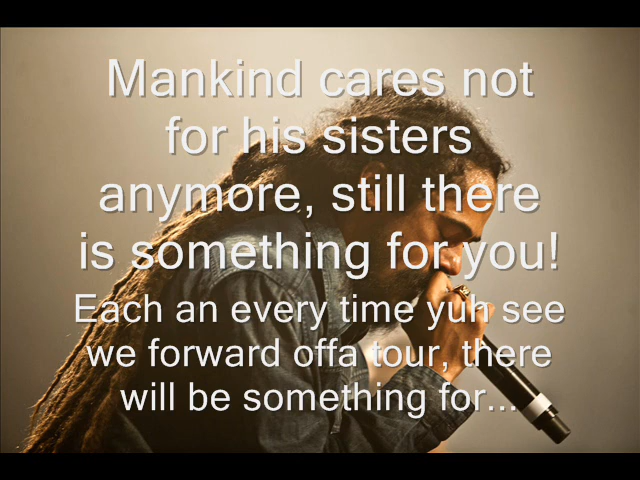 Mankind cares not
for his sisters
anymore, still there
is something for you!
Each an every time yuh see
we forward offa tour, there
will be something for...